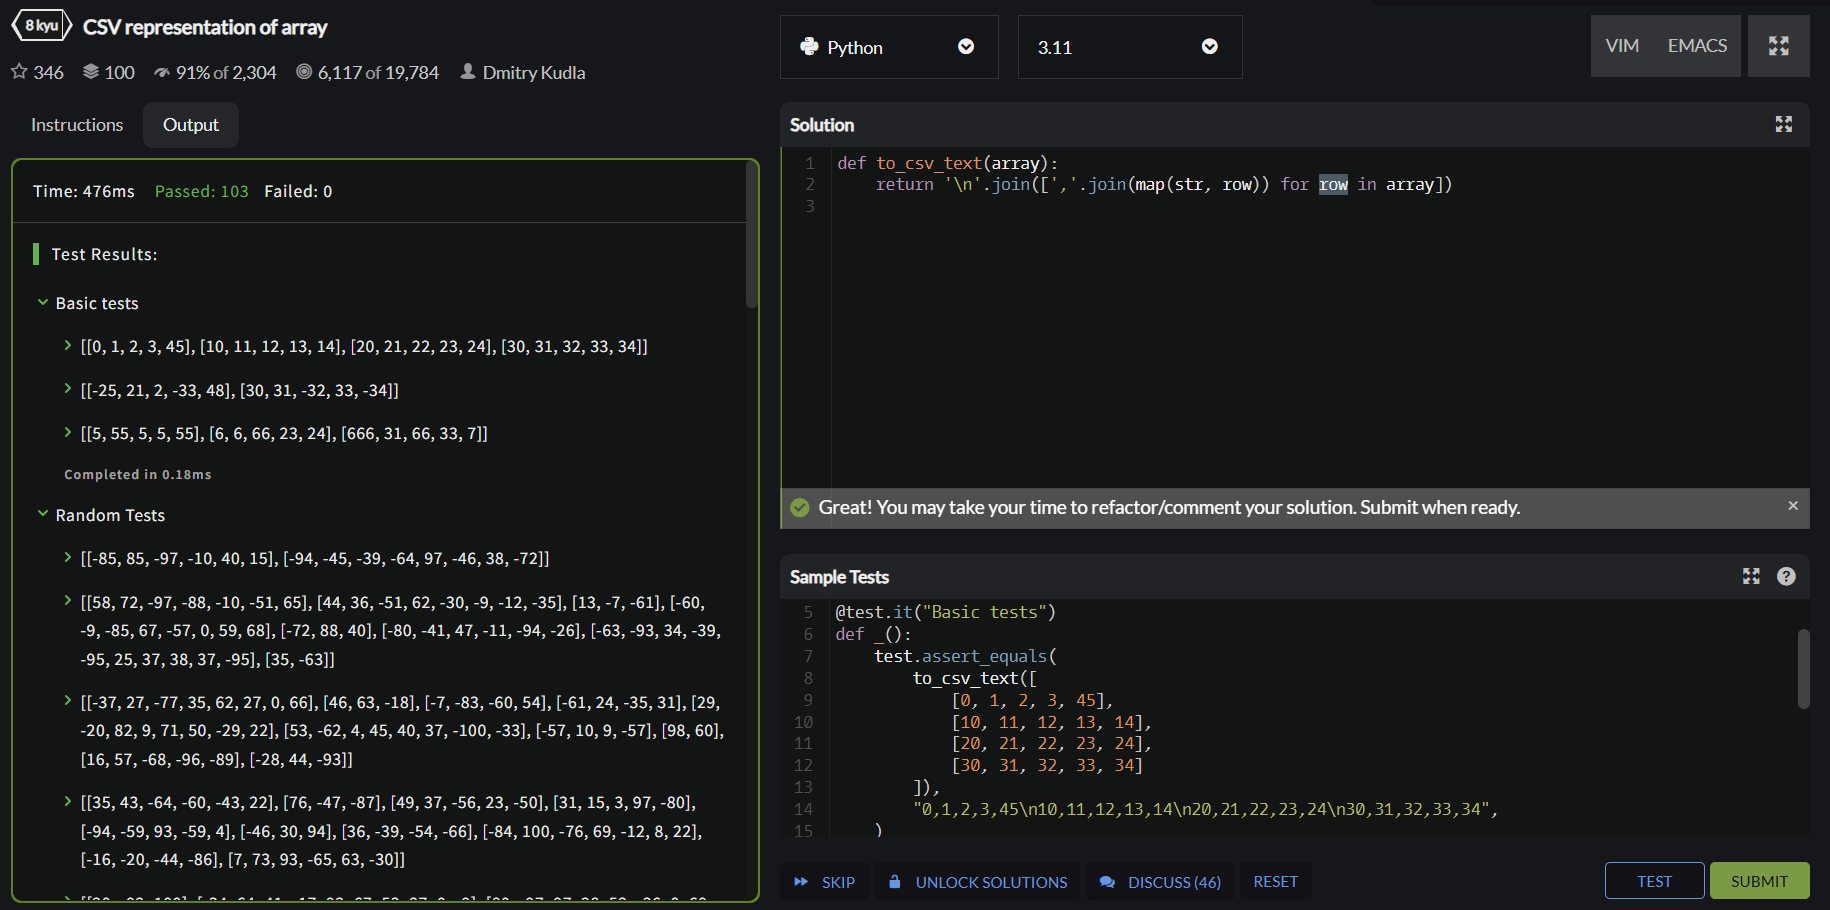 8 kyu CSV representation of array
346 100 91% of 2,304 6,117 of 19,784 Dmitry Kudla
Instructions Output
Time: 476ms Passed: 103 Failed: 0
Test Results:
Basic tests
[[0, 1, 2, 3, 45], [10, 11, 12, 13, 14], [20, 21, 22, 23, 24], [30, 31, 32, 33, 34]]
[[-25, 21, 2, -33, 48], [30, 31, -32, 33, -34]]
[[5, 55, 5, 5, 55], [6, 6, 66, 23, 24], [666, 31, 66, 33, 7]]
Completed in 0.18ms
Random Tests
[[-85, 85, -97, -10, 40, 15], [-94, -45, -39, -64, 97, -46, 38, -72]]
[[58, 72, -97, -88, -10, -51, 65], [44, 36, -51, 62, -30, -9, -12, -35], [13, -7, -61], [-60,
-9, -85, 67, -57, 0, 59, 68], [-72, 88, 40], [-80, -41, 47, -11, -94, -26], [-63, -93, 34, -39,
-95, 25, 37, 38, 37, -95], [35, -63]]
[[-37, 27, -77, 35, 62, 27, 0, 66], [46, 63, -18], [-7, -83, -60, 54], [-61, 24, -35, 31], [29,
-20, 82, 9, 71, 50, -29, 22], [53, -62, 4, 45, 40, 37, -100, -33], [-57, 10, 9, -57], [98, 60],
[16, 57, -68, -96, -89], [-28, 44, -93]]
[[35, 43, -64, -60, -43, 22], [76, -47, -87], [49, 37, -56, 23, -50], [31, 15, 3, 97, -80],
[-94, -59, 93, -59, 4], [-46, 30, 94], [36, -39, -54, -66], [-84, 100, -76, 69, -12, 8, 22],
[-16, -20, -44, -86], [7, 73, 93, -65, 63, -30]]
Python 3.11 VIM EMACS
Solution
1 def to_csv_text(array):
2 return '\n'.join([','.join(map(str, row)) for row in array])
3
Great! You may take your time to refactor/comment your solution. Submit when ready. ×
Sample Tests ?
5 @test.it("Basic tests")
6 def _():
7 test.assert_equals(
8 to_csv_text([
9 [0, 1, 2, 3, 45],
10 [10, 11, 12, 13, 14],
11 [20, 21, 22, 23, 24],
12 [30, 31, 32, 33, 34]
13 ]),
14 "0,1,2,3,45\n10,11,12,13,14\n20,21,22,23,24\n30,31,32,33,34",
15 )
SKIP UNLOCK SOLUTIONS DISCUSS (46) RESET TEST SUBMIT